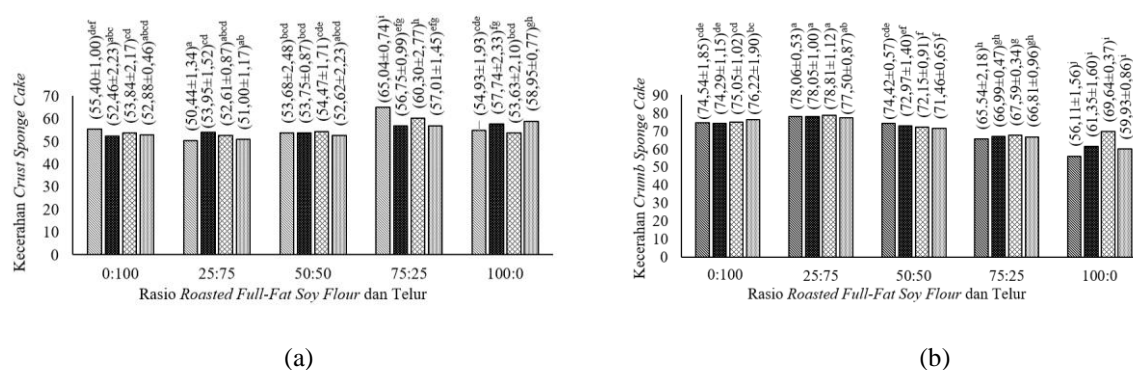 Kecerahan Crust Sponge Cake
70
60
50
40
30
20
10
0
(55,40±1,00)def
(52,46±2,23)abc
(53,84±2,17)cd
(52,88±0,46)abcd
(50,44±1,34)a
(53,95±1,52)cd
(52,61±0,87)abcd
(51,00±1,17)ab
(53,68±2,48)bcd
(53,75±0,87)bcd
(54,47±1,71)cde
(52,62±2,23)abcd
(65,04±0,74)i
(56,75±0,99)efg
(60,30±2,77)h
(57,01±1,45)efg
(54,93±1,93)cde
(57,74±2,33)fg
(53,63±2,10)bcd
(58,95±0,77)gh
0:100
25:75
50:50
75:25
100:0
Rasio Roasted Full-Fat Soy Flour dan Telur
(a)
Kecerahan Crumb Sponge Cake
90
80
70
60
50
40
30
20
10
0
(74,54±1,85)cde
(74,29±1,15)de
(75,05±1,02)cd
(76,22±1,90)bc
(78,06±0,53)a
(78,05±1,00)a
(78,81±1,12)a
(77,50±0,87)ab
(74,42±0,57)cde
(72,97±1,40)ef
(72,15±0,91)f
(71,46±0,65)f
(65,54±2,18)h
(66,99±0,47)gh
(67,59±0,34)g
(66,81±0,96)gh
(56,11±1,56)j
(61,35±1,60)i
(69,64±0,37)i
(59,93±0,86)i
0:100
25:75
50:50
75:25
100:0
Rasio Roasted Full-Fat Soy Flour dan Telur
(b)